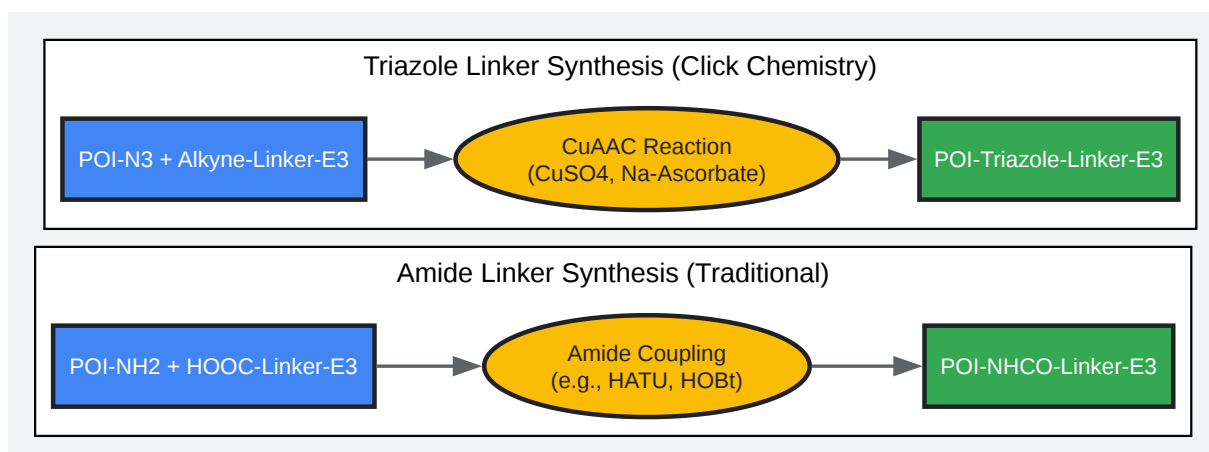 Triazole Linker Synthesis (Click Chemistry)
POI-N3 + Alkyne-Linker-E3
CuAAC Reaction
(CuSO4, Na-Ascorbate)
POI-Triazole-Linker-E3
Amide Linker Synthesis (Traditional)
POI-NH2 + HOOC-Linker-E3
Amide Coupling
(e.g., HATU, HOBt)
POI-NHCO-Linker-E3